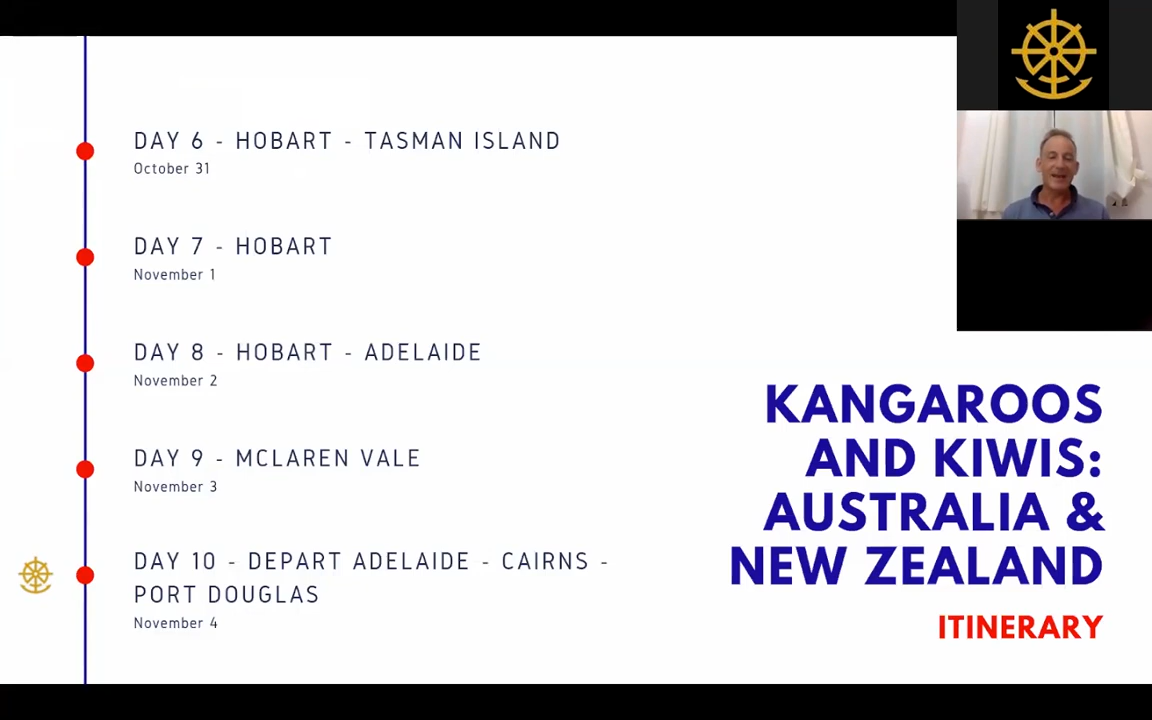 DAY 6 - HOBART - TASMAN ISLAND
October 31
DAY 7 - HOBART
November 1
DAY 8 - HOBART - ADELAIDE
November 2
DAY 9 - MCLAREN VALE
November 3
DAY 10 - DEPART ADELAIDE - CAIRNS -
PORT DOUGLAS
November 4
KANGAROOS
AND KIWIS:
AUSTRALIA &
NEW ZEALAND
ITINERARY